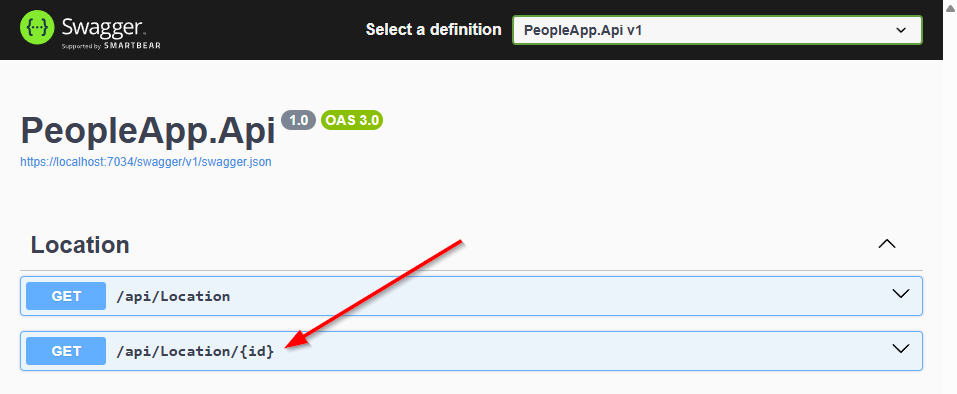 Swagger
Supported by SMARTBEAR
Select a definition
PeopleApp.Api v1
PeopleApp.Api 1.0 OAS 3.0
https://localhost:7034/swagger/v1/swagger.json
Location
GET /api/Location
GET /api/Location/{id}